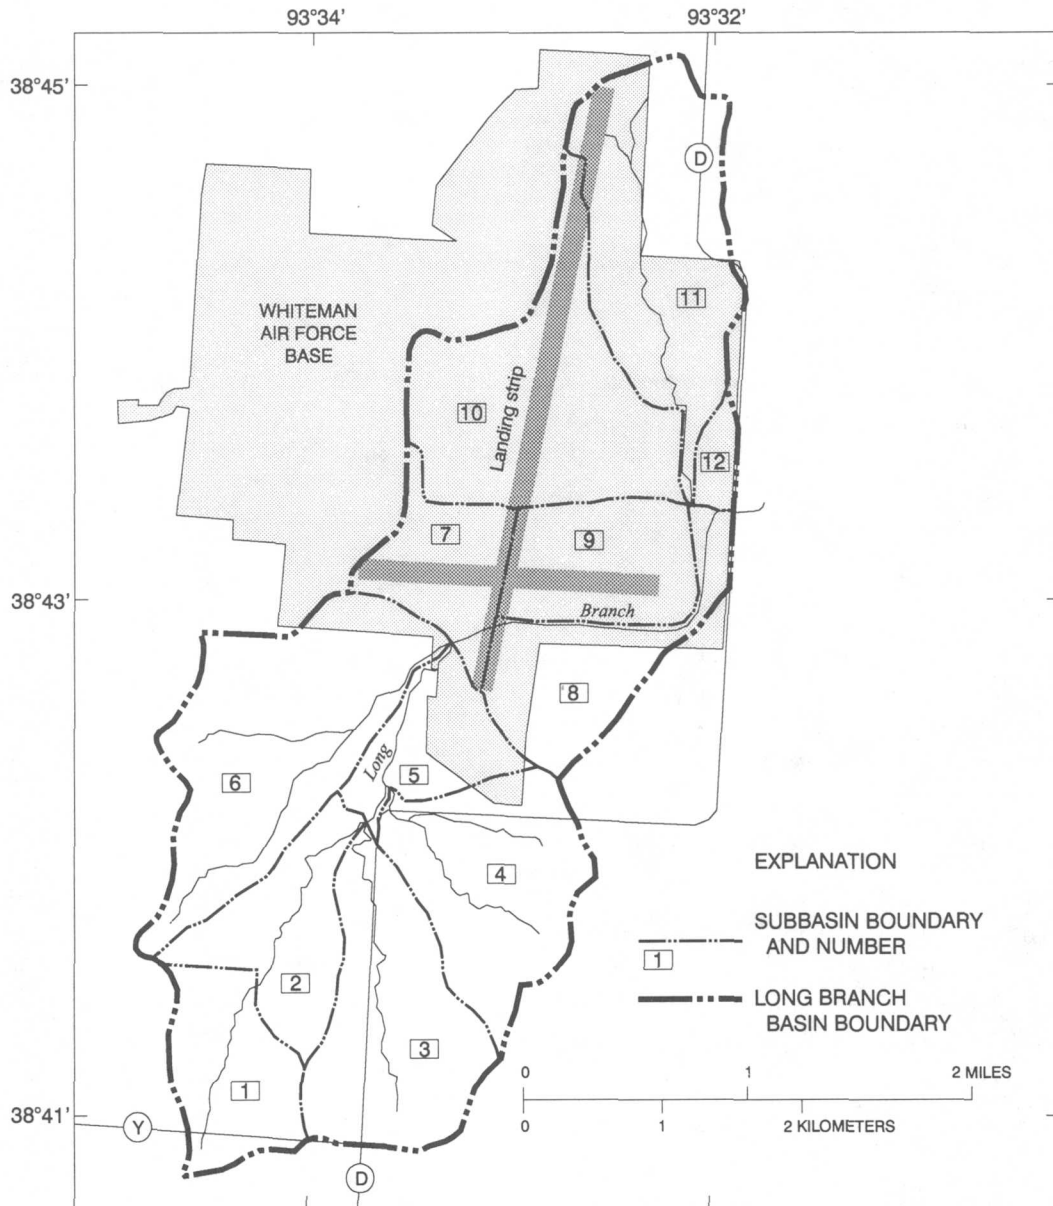 93°34' 93°32'
38°45'
D
11
WHITEMAN
AIR FORCE
BASE
Landing strip
10
12
7
9
38°43'
Branch
8
Long
5
6
4
EXPLANATION
SUBBASIN BOUNDARY
AND NUMBER
1
2
LONG BRANCH
BASIN BOUNDARY
3
0 1 2 MILES
1
38°41'
Y
0 1 2 KILOMETERS
D